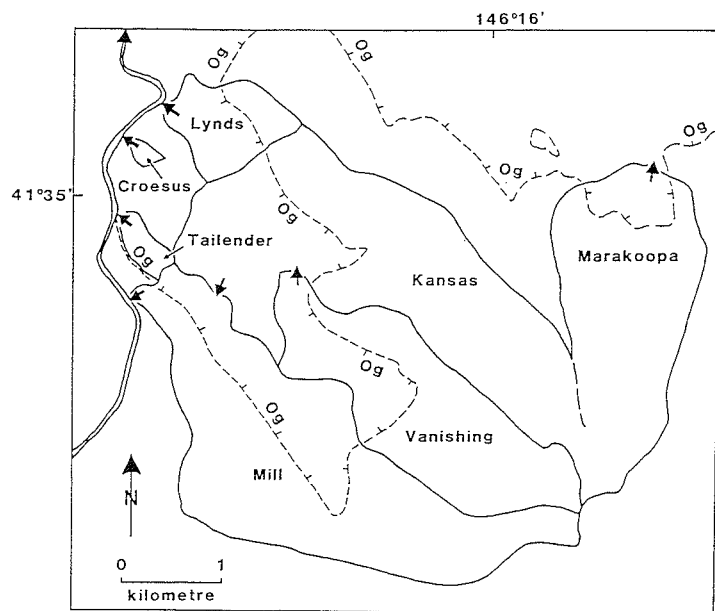 146°16'
Og
Og
Lynds
Og
Croesus
41°35'
Og
Tailender
Og
Marakoopa
Kansas
Og
Og
Vanishing
Mill
N
0 1
kilometre